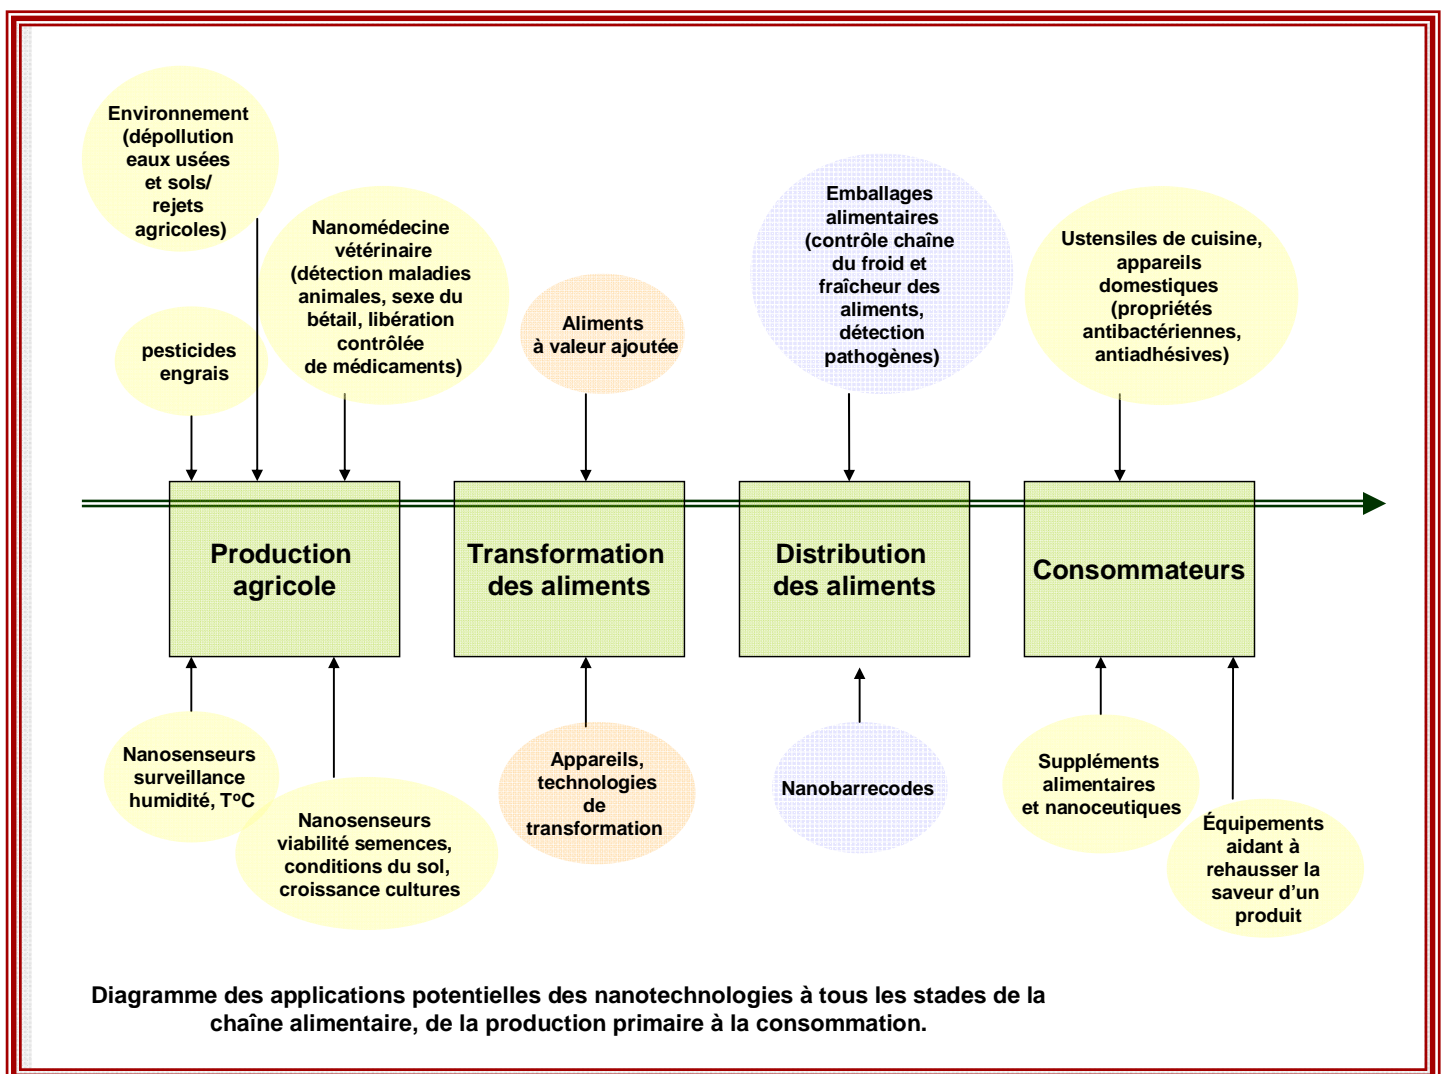 Environnement
(dépollution
eaux usées
et sols/
rejets
agricoles)
Nanomédecine
vétérinaire
(détection maladies
animales, sexe du
bétail, libération
contrôlée
de médicaments)
pesticides
engrais
Aliments
à valeur ajoutée
Emballages
alimentaires
(contrôle chaîne
du froid et
fraîcheur des
aliments,
détection
pathogènes)
Ustensiles de cuisine,
appareils
domestiques
(propriétés
antibactériennes,
antiadhésives)
Production
agricole
Transformation
des aliments
Distribution
des aliments
Consommateurs
Nanosenseurs
surveillance
humidité, TºC
Nanosenseurs
viabilité semences,
conditions du sol,
croissance cultures
Appareils,
technologies
de
transformation
Nanobarrecodes
Suppléments
alimentaires
et nanoceutiques
Équipements
aidant à
rehausser la
saveur d’un
produit
Diagramme des applications potentielles des nanotechnologies à tous les stades de la
chaîne alimentaire, de la production primaire à la consommation.